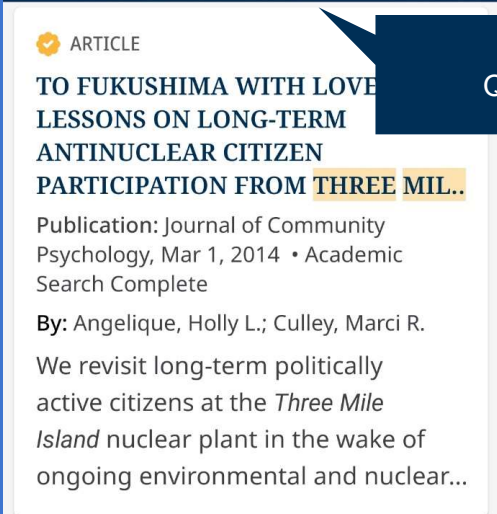 ARTICLE
TO FUKUSHIMA WITH LOVE
LESSONS ON LONG-TERM
ANTINUCLEAR CITIZEN
PARTICIPATION FROM THREE MIL..
Publication: Journal of Community
Psychology, Mar 1, 2014 • Academic
Search Complete
By: Angelique, Holly L.; Culley, Marci R.
We revisit long-term politically
active citizens at the Three Mile
Island nuclear plant in the wake of
ongoing environmental and nuclear...